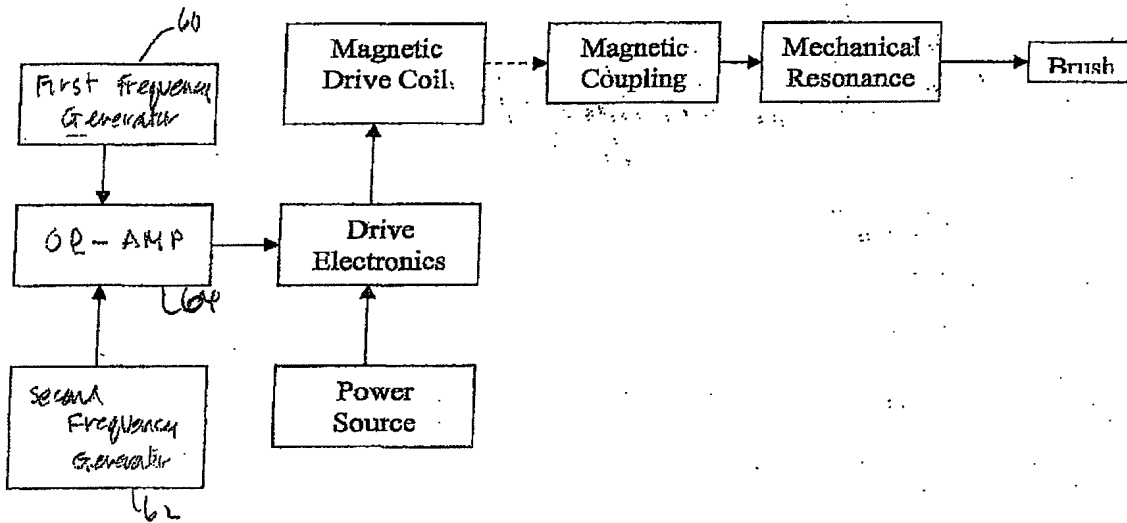 60
First Frequency
Generator
Magnetic
Drive Coil
Magnetic
Coupling
Mechanical
Resonance
Brush
OP-AMP
64
Drive
Electronics
Second
Frequency
Generator
62
Power
Source